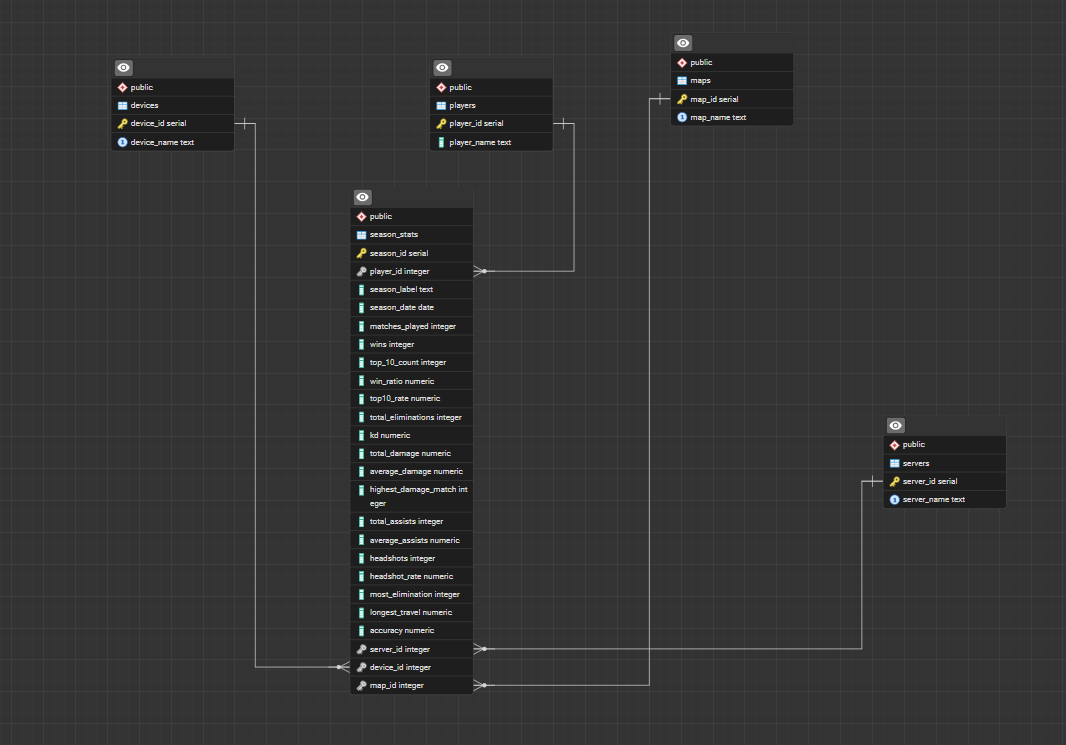 public
devices
device_id serial
device_name text
public
players
player_id serial
player_name text
public
maps
map_id serial
map_name text
public
season_stats
season_id serial
player_id integer
season_label text
season_date date
matches_played integer
wins integer
top_10_count integer
win_ratio numeric
top10_rate numeric
total_eliminations integer
kd numeric
total_damage numeric
average_damage numeric
highest_damage_match int
eger
total_assists integer
average_assists numeric
headshots integer
headshot_rate numeric
most_elimination integer
longest_travel numeric
accuracy numeric
server_id integer
device_id integer
map_id integer
public
servers
server_id serial
server_name text